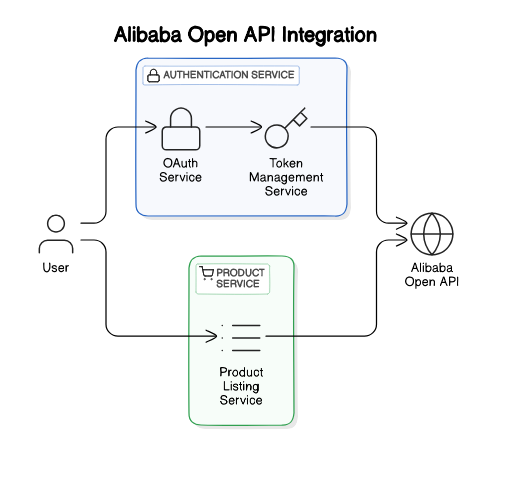 Alibaba Open API Integration
AUTHENTICATION SERVICE
OAuth
Service
Token
Management
Service
User
Alibaba
Open API
PRODUCT
SERVICE
Product
Listing
Service